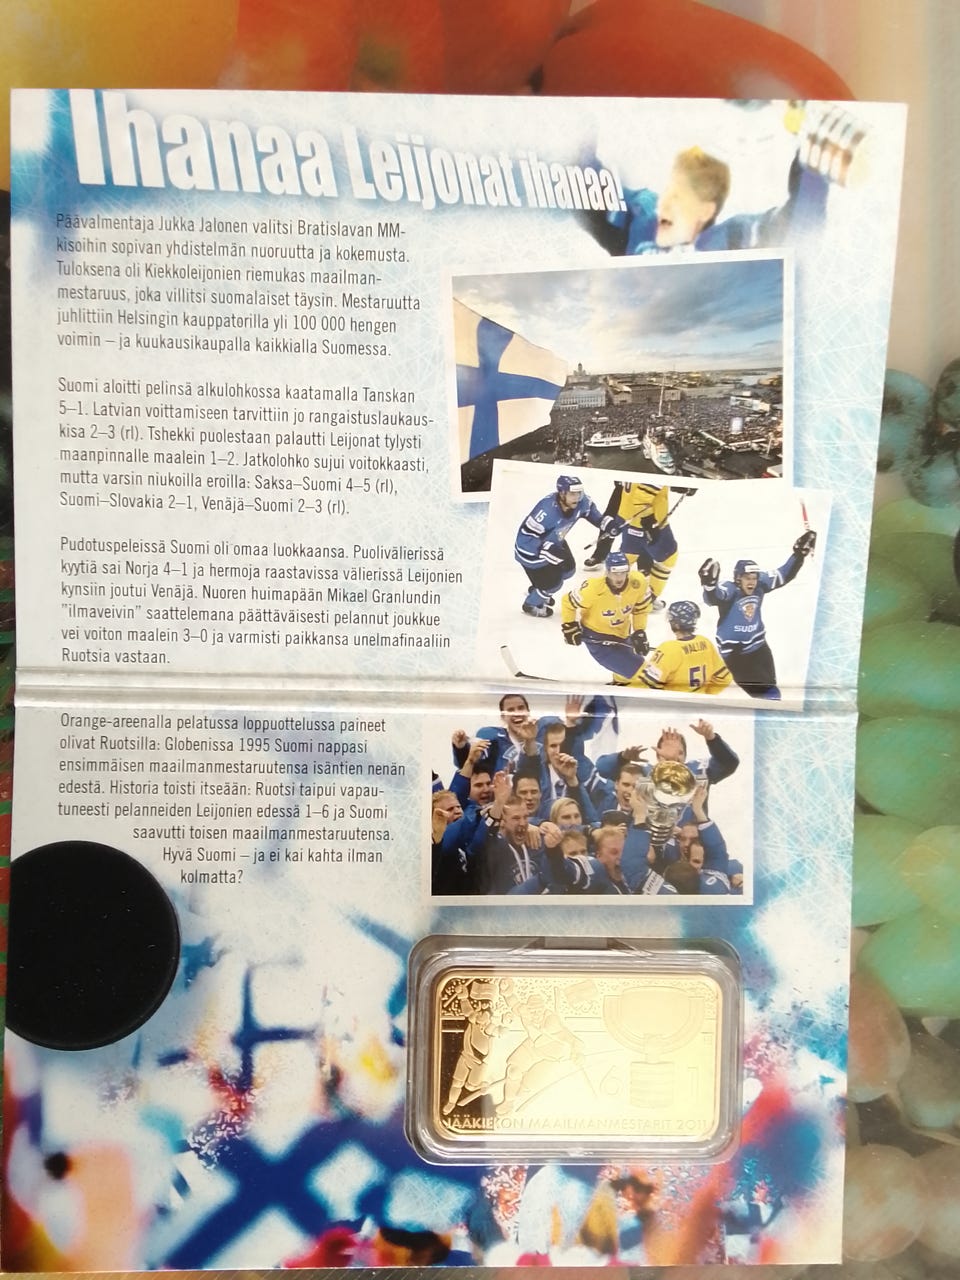 Ihanaa Leijonat ihanaa!
Päävalmentaja Jukka Jalonen valitsi Bratislavan MM-
kisoihin sopivan yhdistelmän nuoruutta ja kokemusta.
Tuloksena oli Kiekkoleijonien riemukas maailman-
mestaruus, joka villitsi suomalaiset täysin. Mestaruutta
juhlittiin Helsingin kauppatorilla yli 100 000 hengen
voimin – ja kuukausikaupalla kaikkialla Suomessa.
Suomi aloitti pelinsä alkulohkossa kaatamalla Tanskan
5–1. Latvian voittamiseen tarvittiin jo rangaistuslaukaus-
kisa 2–3 (rl). Tshekki puolestaan palautti Leijonat tylysti
maanpinnalle maalein 1–2. Jatkolohko sujui voitokkaasti,
mutta varsin niukoilla eroilla: Saksa–Suomi 4–5 (rl),
Suomi–Slovakia 2–1, Venäjä–Suomi 2–3 (rl).
Pudotuspeleissä Suomi oli omaa luokkaansa. Puolivälierissä
kyytiä sai Norja 4–1 ja hermoja raastavissa välierissä Leijonien
kynsiin joutui Venäjä. Nuoren huimapään Mikael Granlundin
"ilmaveivin" saattelemana päättäväisesti pelannut joukkue
vei voiton maalein 3–0 ja varmisti paikkansa unelmafinaaliin
Ruotsia vastaan.
15
SUOMI
WALLIN
51
Orange-areenalla pelatussa loppuottelussa paineet
olivat Ruotsilla: Globenissa 1995 Suomi nappasi
ensimmäisen maailmanmestaruutensa isäntien nenän
edestä. Historia toisti itseään: Ruotsi taipui vapau-
tuneesti pelanneiden Leijonien edessä 1–6 ja Suomi
saavutti toisen maailmanmestaruutensa.
Hyvä Suomi – ja ei kai kahta ilman
kolmatta?
6 1
JÄÄKIEKON MAAILMANMESTARIT 2011